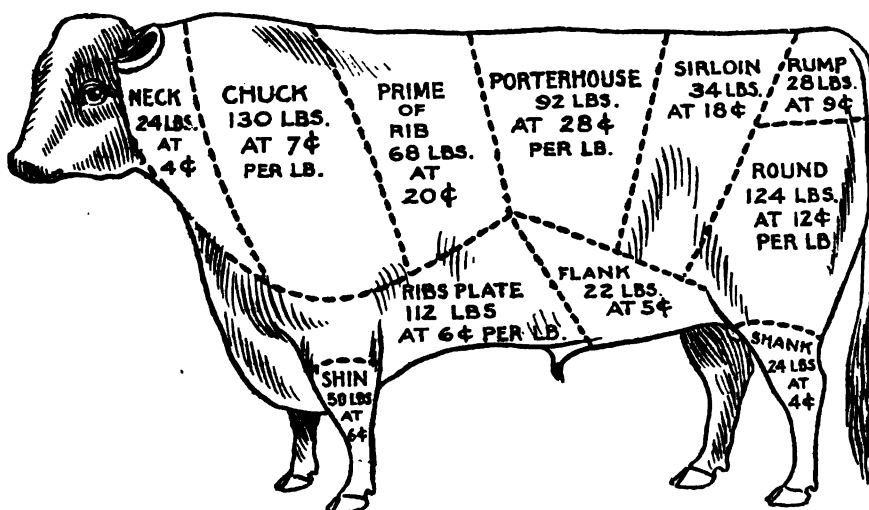 NECK
24 LBS.
AT
4¢
CHUCK
130 LBS.
AT 7¢
PER LB.
PRIME
OF
RIB
68 LBS.
AT
20¢
PORTERHOUSE
92 LBS.
AT 28¢
PER LB.
SIRLOIN
34 LBS.
AT 18¢
RUMP
28 LBS.
AT 9¢
ROUND
124 LBS.
AT 12¢
PER LB
RIBS PLATE
112 LBS
AT 6¢ PER LB.
FLANK
22 LBS.
AT 5¢
SHIN
50 LBS
AT
6¢
SHANK
24 LBS
AT
4¢